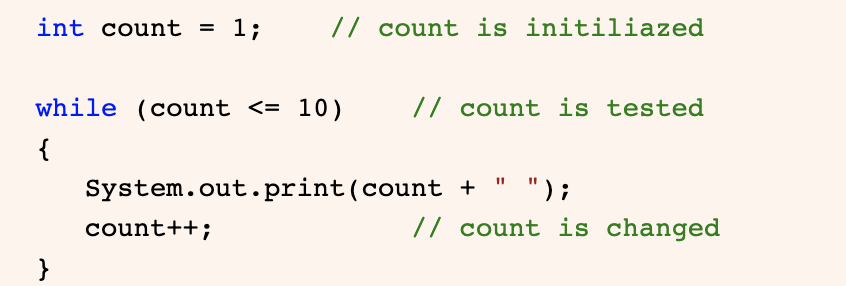 int count = 1;    // count is initiliazed
while (count <= 10)    // count is tested
{
   System.out.print(count + " ");
   count++;            // count is changed
}